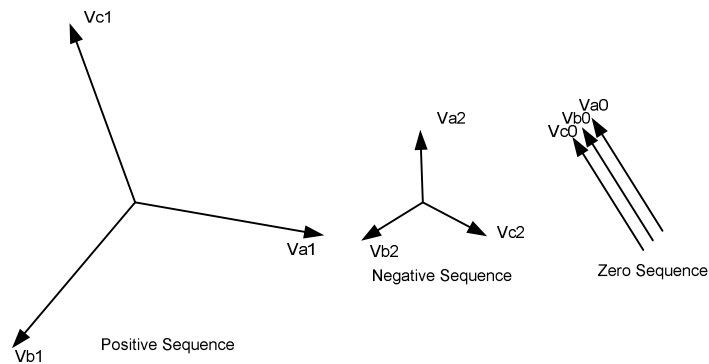 Vc1
Va1
Vb1
Positive Sequence
Va2
Vb2
Vc2
Negative Sequence
Va0
Vb0
Vc0
Zero Sequence